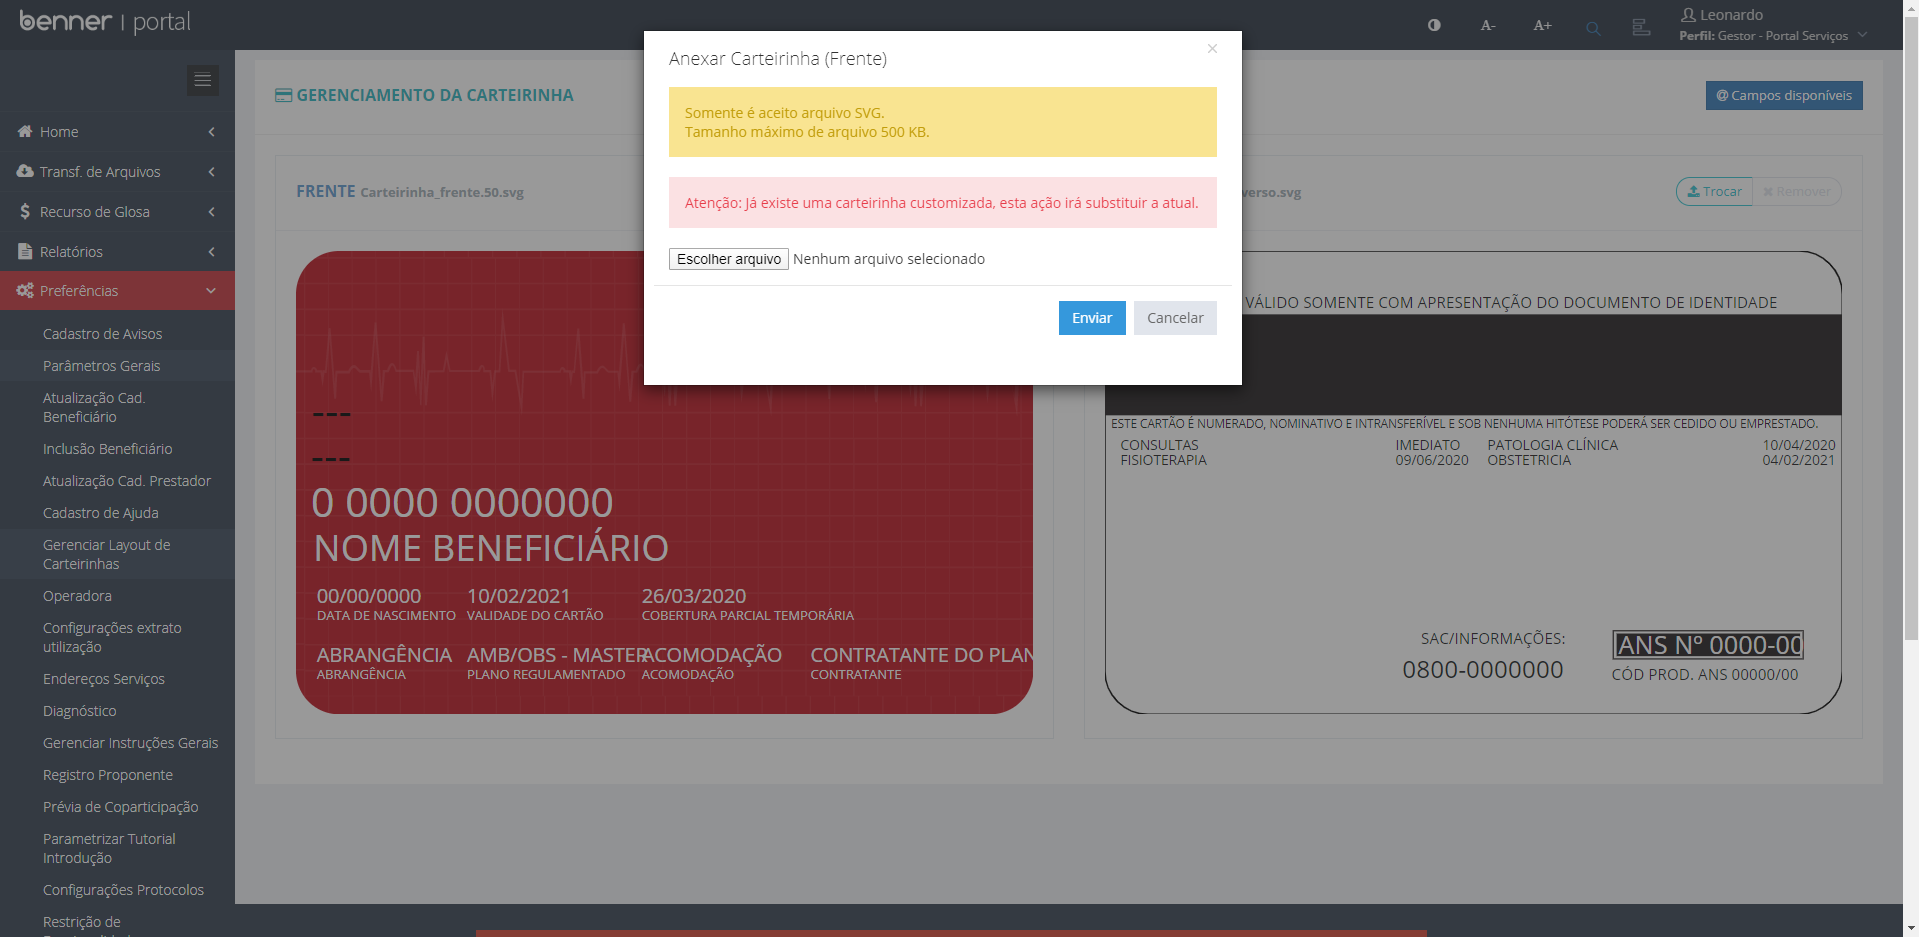 benner | portal
A-
A+
Leonardo
Perfil: Gestor - Portal Serviços
Home
Transf. de Arquivos
Recurso de Glosa
Relatórios
Preferências
Cadastro de Avisos
Parâmetros Gerais
Atualização Cad.
Beneficiário
Inclusão Beneficiário
Atualização Cad. Prestador
Cadastro de Ajuda
Gerenciar Layout de
Carteirinhas
Operadora
Configurações extrato
utilização
Endereços Serviços
Diagnóstico
Gerenciar Instruções Gerais
Registro Proponente
Prévia de Coparticipação
Parametrizar Tutorial
Introdução
Configurações Protocolos
Restrição de
GERENCIAMENTO DA CARTEIRINHA
@ Campos disponíveis
FRENTE Carteirinha_frente.50.svg
---
---
0 0000 0000000
NOME BENEFICIÁRIO
00/00/0000 10/02/2021 26/03/2020
DATA DE NASCIMENTO VALIDADE DO CARTÃO COBERTURA PARCIAL TEMPORÁRIA
ABRANGÊNCIA AMB/OBS - MASTER ACOMODAÇÃO CONTRATANTE DO PLAN
ABRANGÊNCIA PLANO REGULAMENTADO ACOMODAÇÃO CONTRATANTE
Anexar Carteirinha (Frente)
×
Somente é aceito arquivo SVG.
Tamanho máximo de arquivo 500 KB.
Atenção: Já existe uma carteirinha customizada, esta ação irá substituir a atual.
Escolher arquivo Nenhum arquivo selecionado
Enviar Cancelar
verso.svg
Trocar Remover
VÁLIDO SOMENTE COM APRESENTAÇÃO DO DOCUMENTO DE IDENTIDADE
ESTE CARTÃO É NUMERADO, NOMINATIVO E INTRANSFERÍVEL E SOB NENHUMA HITÓTESE PODERÁ SER CEDIDO OU EMPRESTADO.
CONSULTAS IMEDIATO PATOLOGIA CLÍNICA 10/04/2020
FISIOTERAPIA 09/06/2020 OBSTETRICIA 04/02/2021
SAC/INFORMAÇÕES:
0800-0000000
ANS Nº 0000-00
CÓD PROD. ANS 00000/00